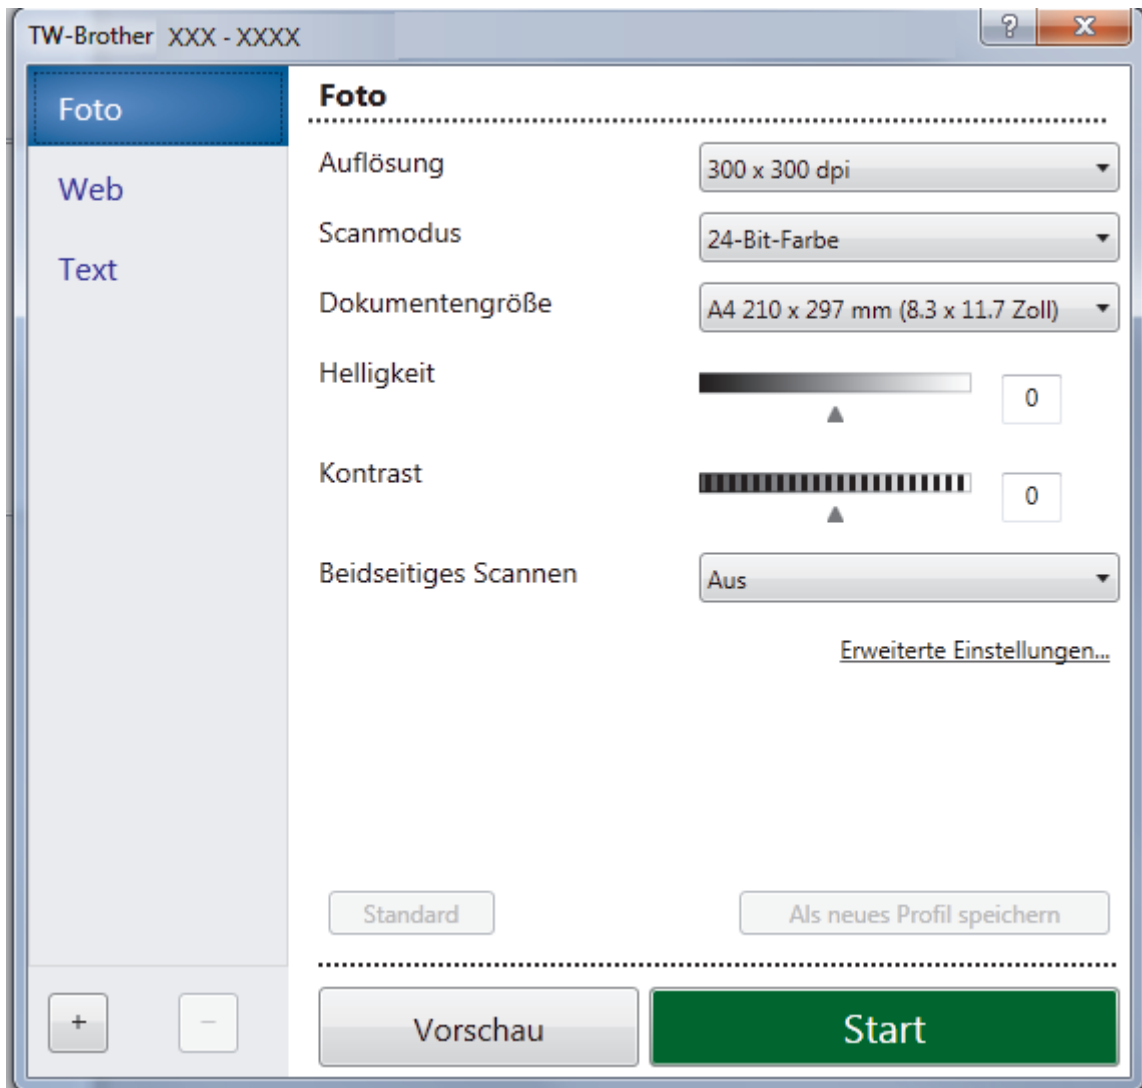 TW-Brother XXX - XXXX
?
Foto
Web
Text
+
−
Foto
Auflösung
300 x 300 dpi
Scanmodus
24-Bit-Farbe
Dokumentengröße
A4 210 x 297 mm (8.3 x 11.7 Zoll)
Helligkeit
0
Kontrast
0
Beidseitiges Scannen
Aus
Erweiterte Einstellungen...
Standard
Als neues Profil speichern
Vorschau
Start